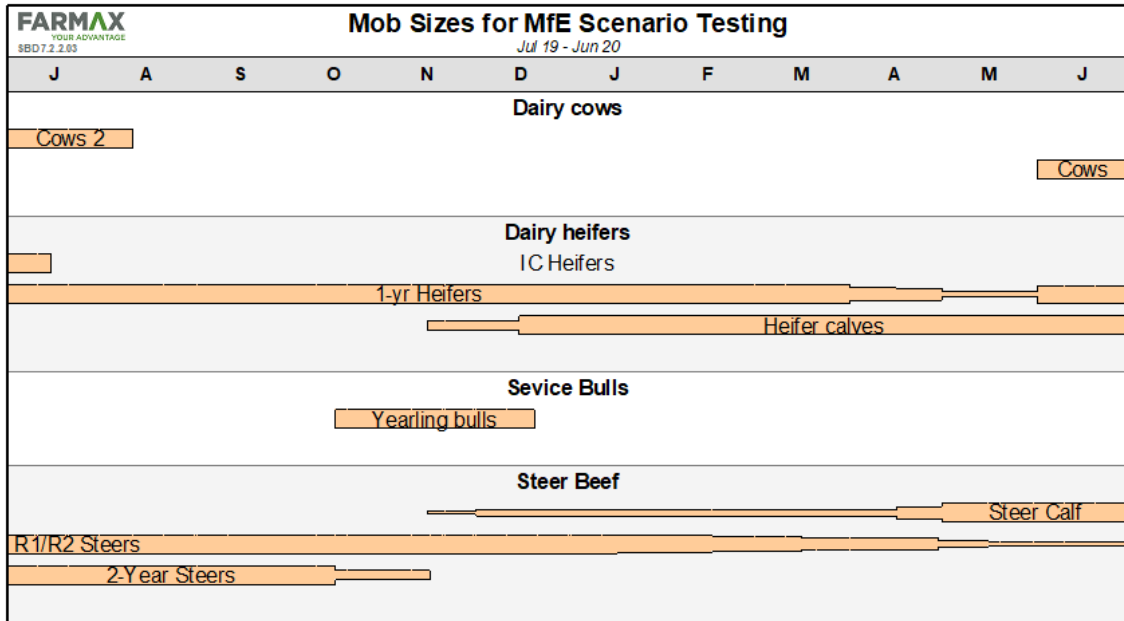 FARMAX
YOUR ADVANTAGE
SBD7.2.2.03
Mob Sizes for MfE Scenario Testing
Jul 19 - Jun 20
J A S O N D J F M A M J
Dairy cows
Cows 2
Cows
Dairy heifers
IC Heifers
1-yr Heifers
Heifer calves
Sevice Bulls
Yearling bulls
Steer Beef
Steer Calf
R1/R2 Steers
2-Year Steers